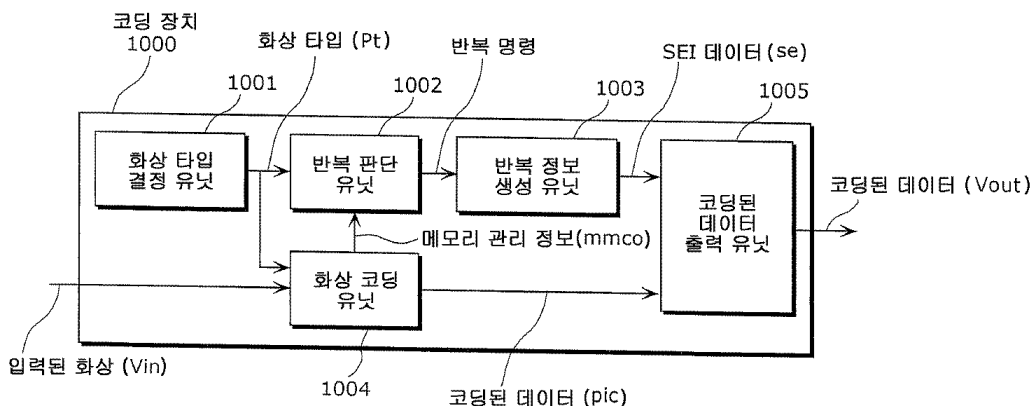 코딩 장치
1000
화상 타입 (Pt)
반복 명령
SEI 데이터(se)
1001
1002
1003
1005
화상 타입
결정 유닛
반복 판단
유닛
반복 정보
생성 유닛
코딩된
데이터
출력 유닛
코딩된 데이터 (Vout)
메모리 관리 정보(mmco)
화상 코딩
유닛
입력된 화상 (Vin)
1004
코딩된 데이터 (pic)